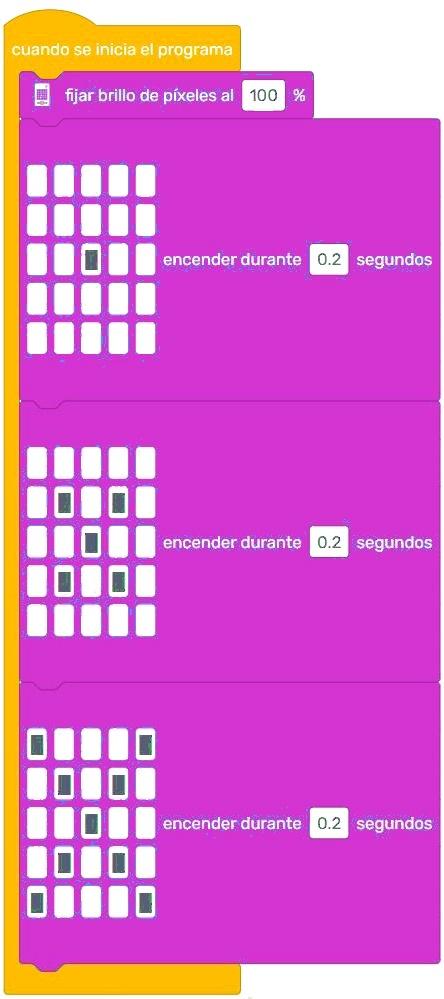 cuando se inicia el programa
fijar brillo de píxeles al 100 %
encender durante 0.2 segundos
encender durante 0.2 segundos
encender durante 0.2 segundos